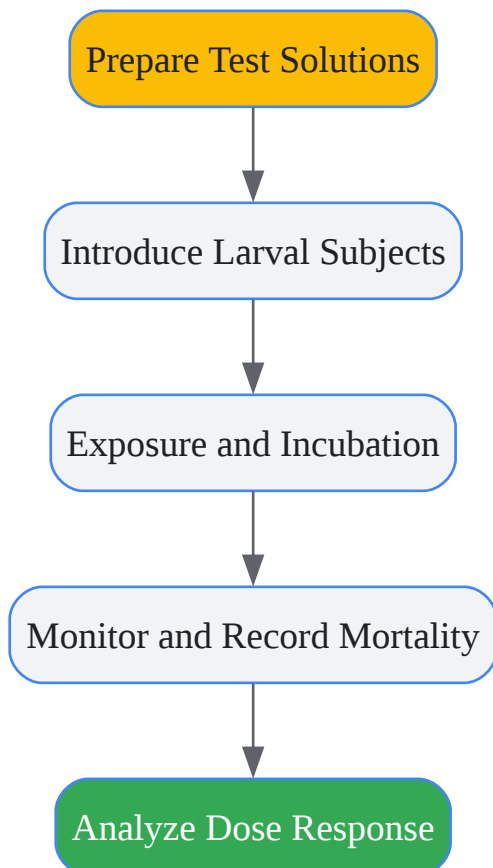 Prepare Test Solutions
Introduce Larval Subjects
Exposure and Incubation
Monitor and Record Mortality
Analyze Dose Response